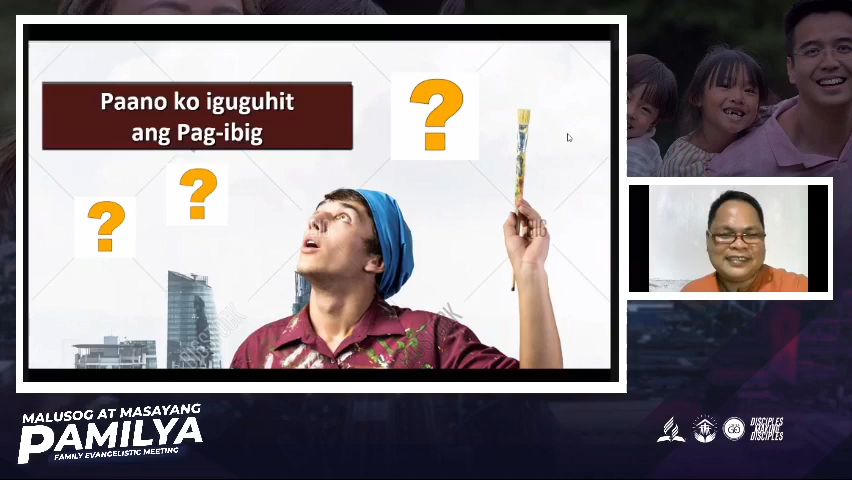 Paano ko iguguhit
ang Pag-ibig
?
?
?
MALUSOG AT MASAYANG
PAMILYA
FAMILY EVANGELISTIC MEETING
DISCIPLES
MAKING
DISCIPLES